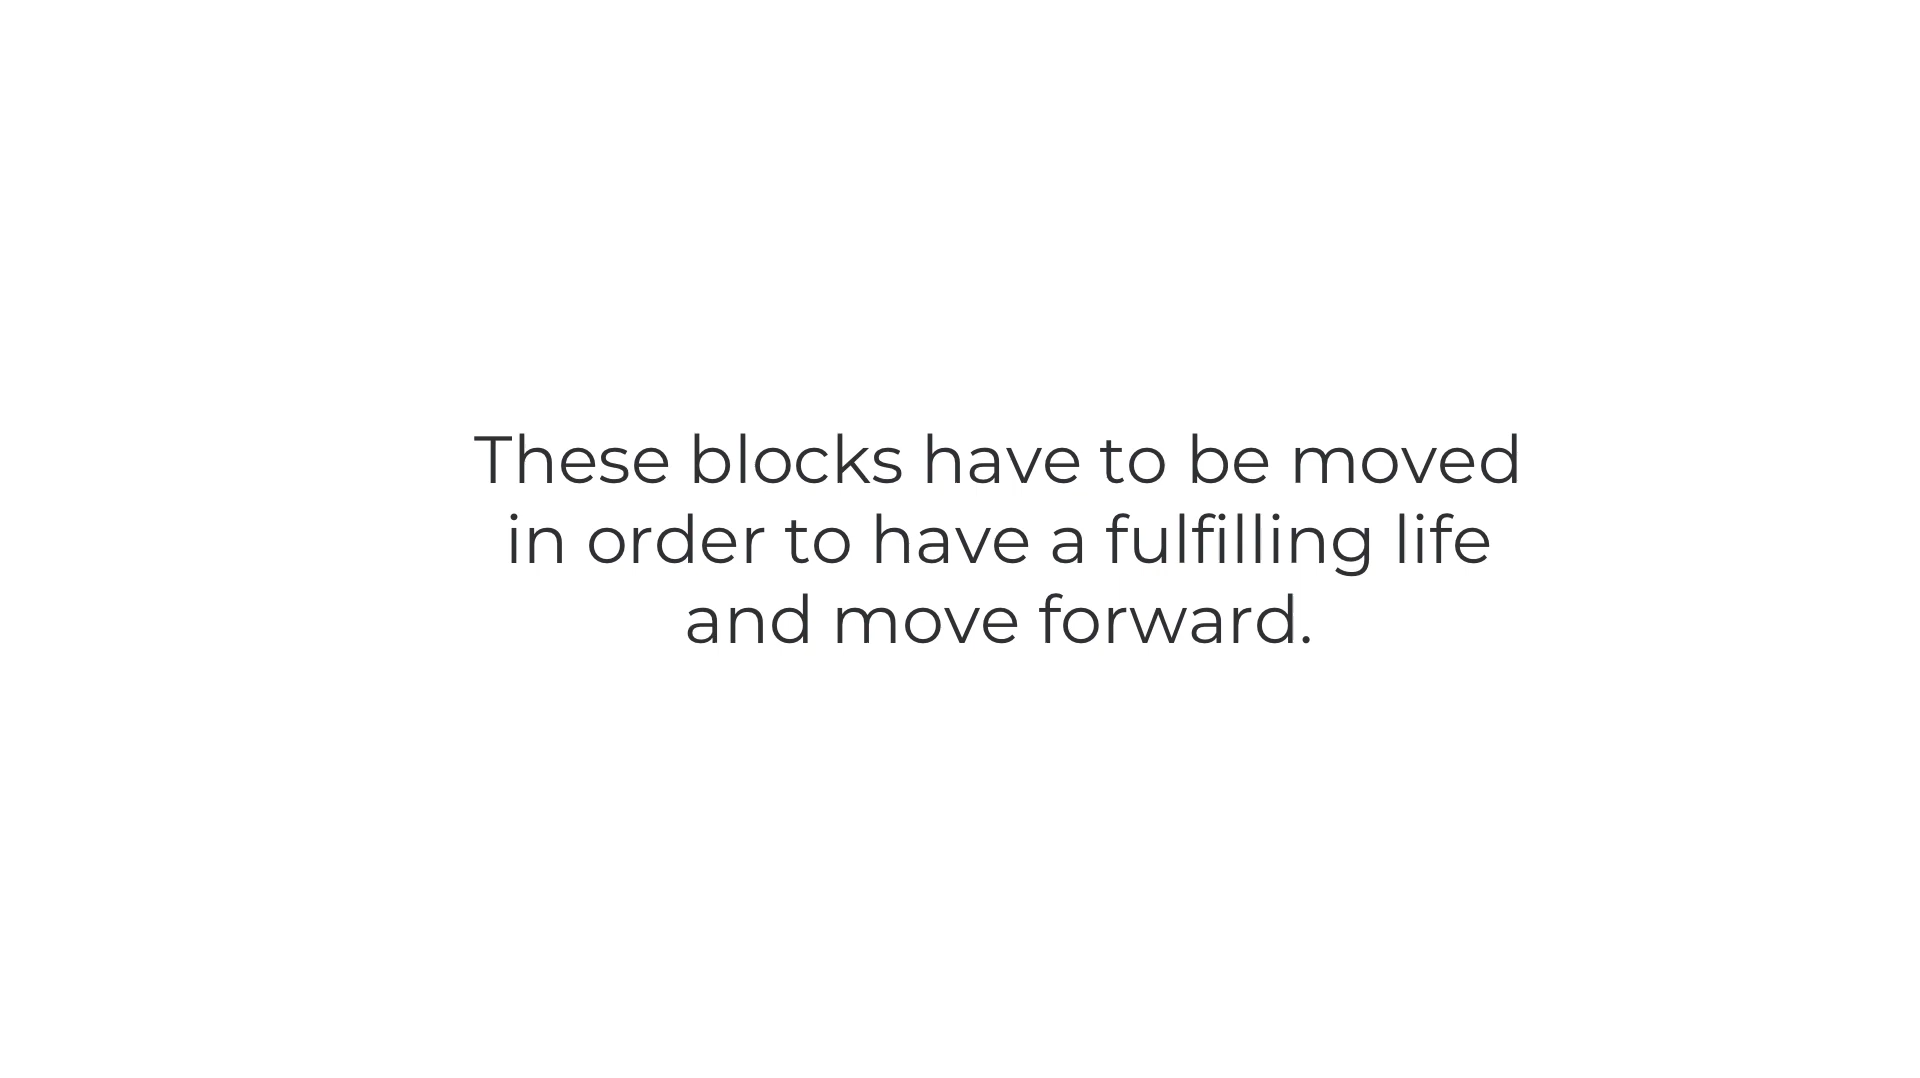 These blocks have to be moved
in order to have a fulfilling life
and move forward.